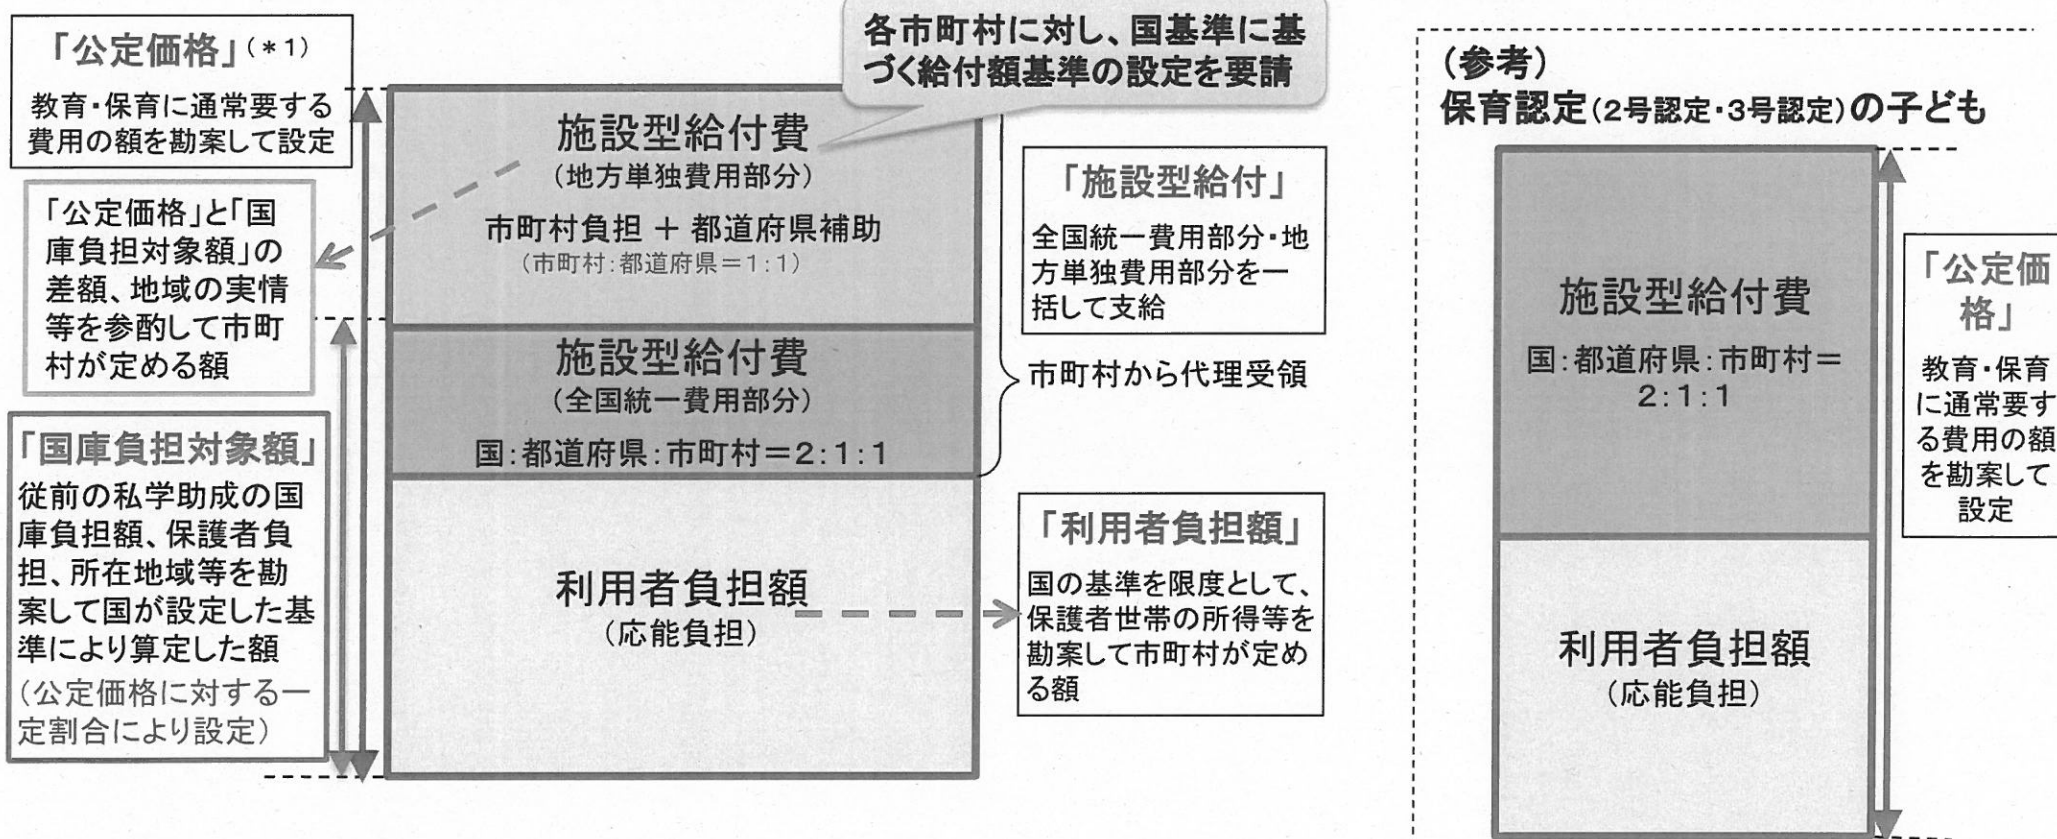 「公定価格」(*1)
教育・保育に通常要する
費用の額を勘案して設定
「公定価格」と「国
庫負担対象額」の
差額、地域の実情
等を参酌して市町
村が定める額
「国庫負担対象額」
従前の私学助成の国
庫負担額、保護者負
担、所在地域等を勘
案して国が設定した基
準により算定した額
(公定価格に対する一
定割合により設定)
各市町村に対し、国基準に基
づく給付額基準の設定を要請
施設型給付費
(地方単独費用部分)
市町村負担 + 都道府県補助
(市町村:都道府県=1:1)
施設型給付費
(全国統一費用部分)
国:都道府県:市町村=2:1:1
利用者負担額
(応能負担)
「施設型給付」
全国統一費用部分・地
方単独費用部分を一
括して支給
市町村から代理受領
「利用者負担額」
国の基準を限度として、
保護者世帯の所得等を
勘案して市町村が定め
る額
(参考)
保育認定(2号認定・3号認定)の子ども
施設型給付費
国:都道府県:市町村=
2:1:1
利用者負担額
(応能負担)
「公定価
格」
教育・保育
に通常要す
る費用の額
を勘案して
設定